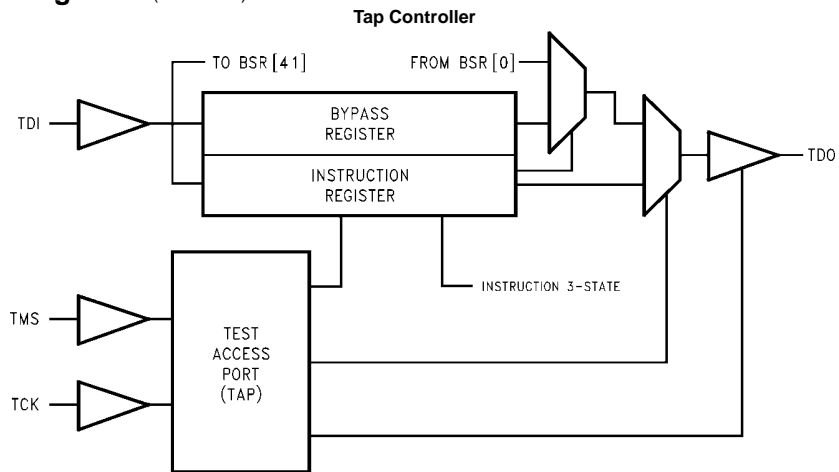 Tap Controller
TO BSR [41]
FROM BSR [0]
TDI
BYPASS
REGISTER
INSTRUCTION
REGISTER
TDO
INSTRUCTION 3-STATE
TMS
TEST
ACCESS
PORT
(TAP)
TCK